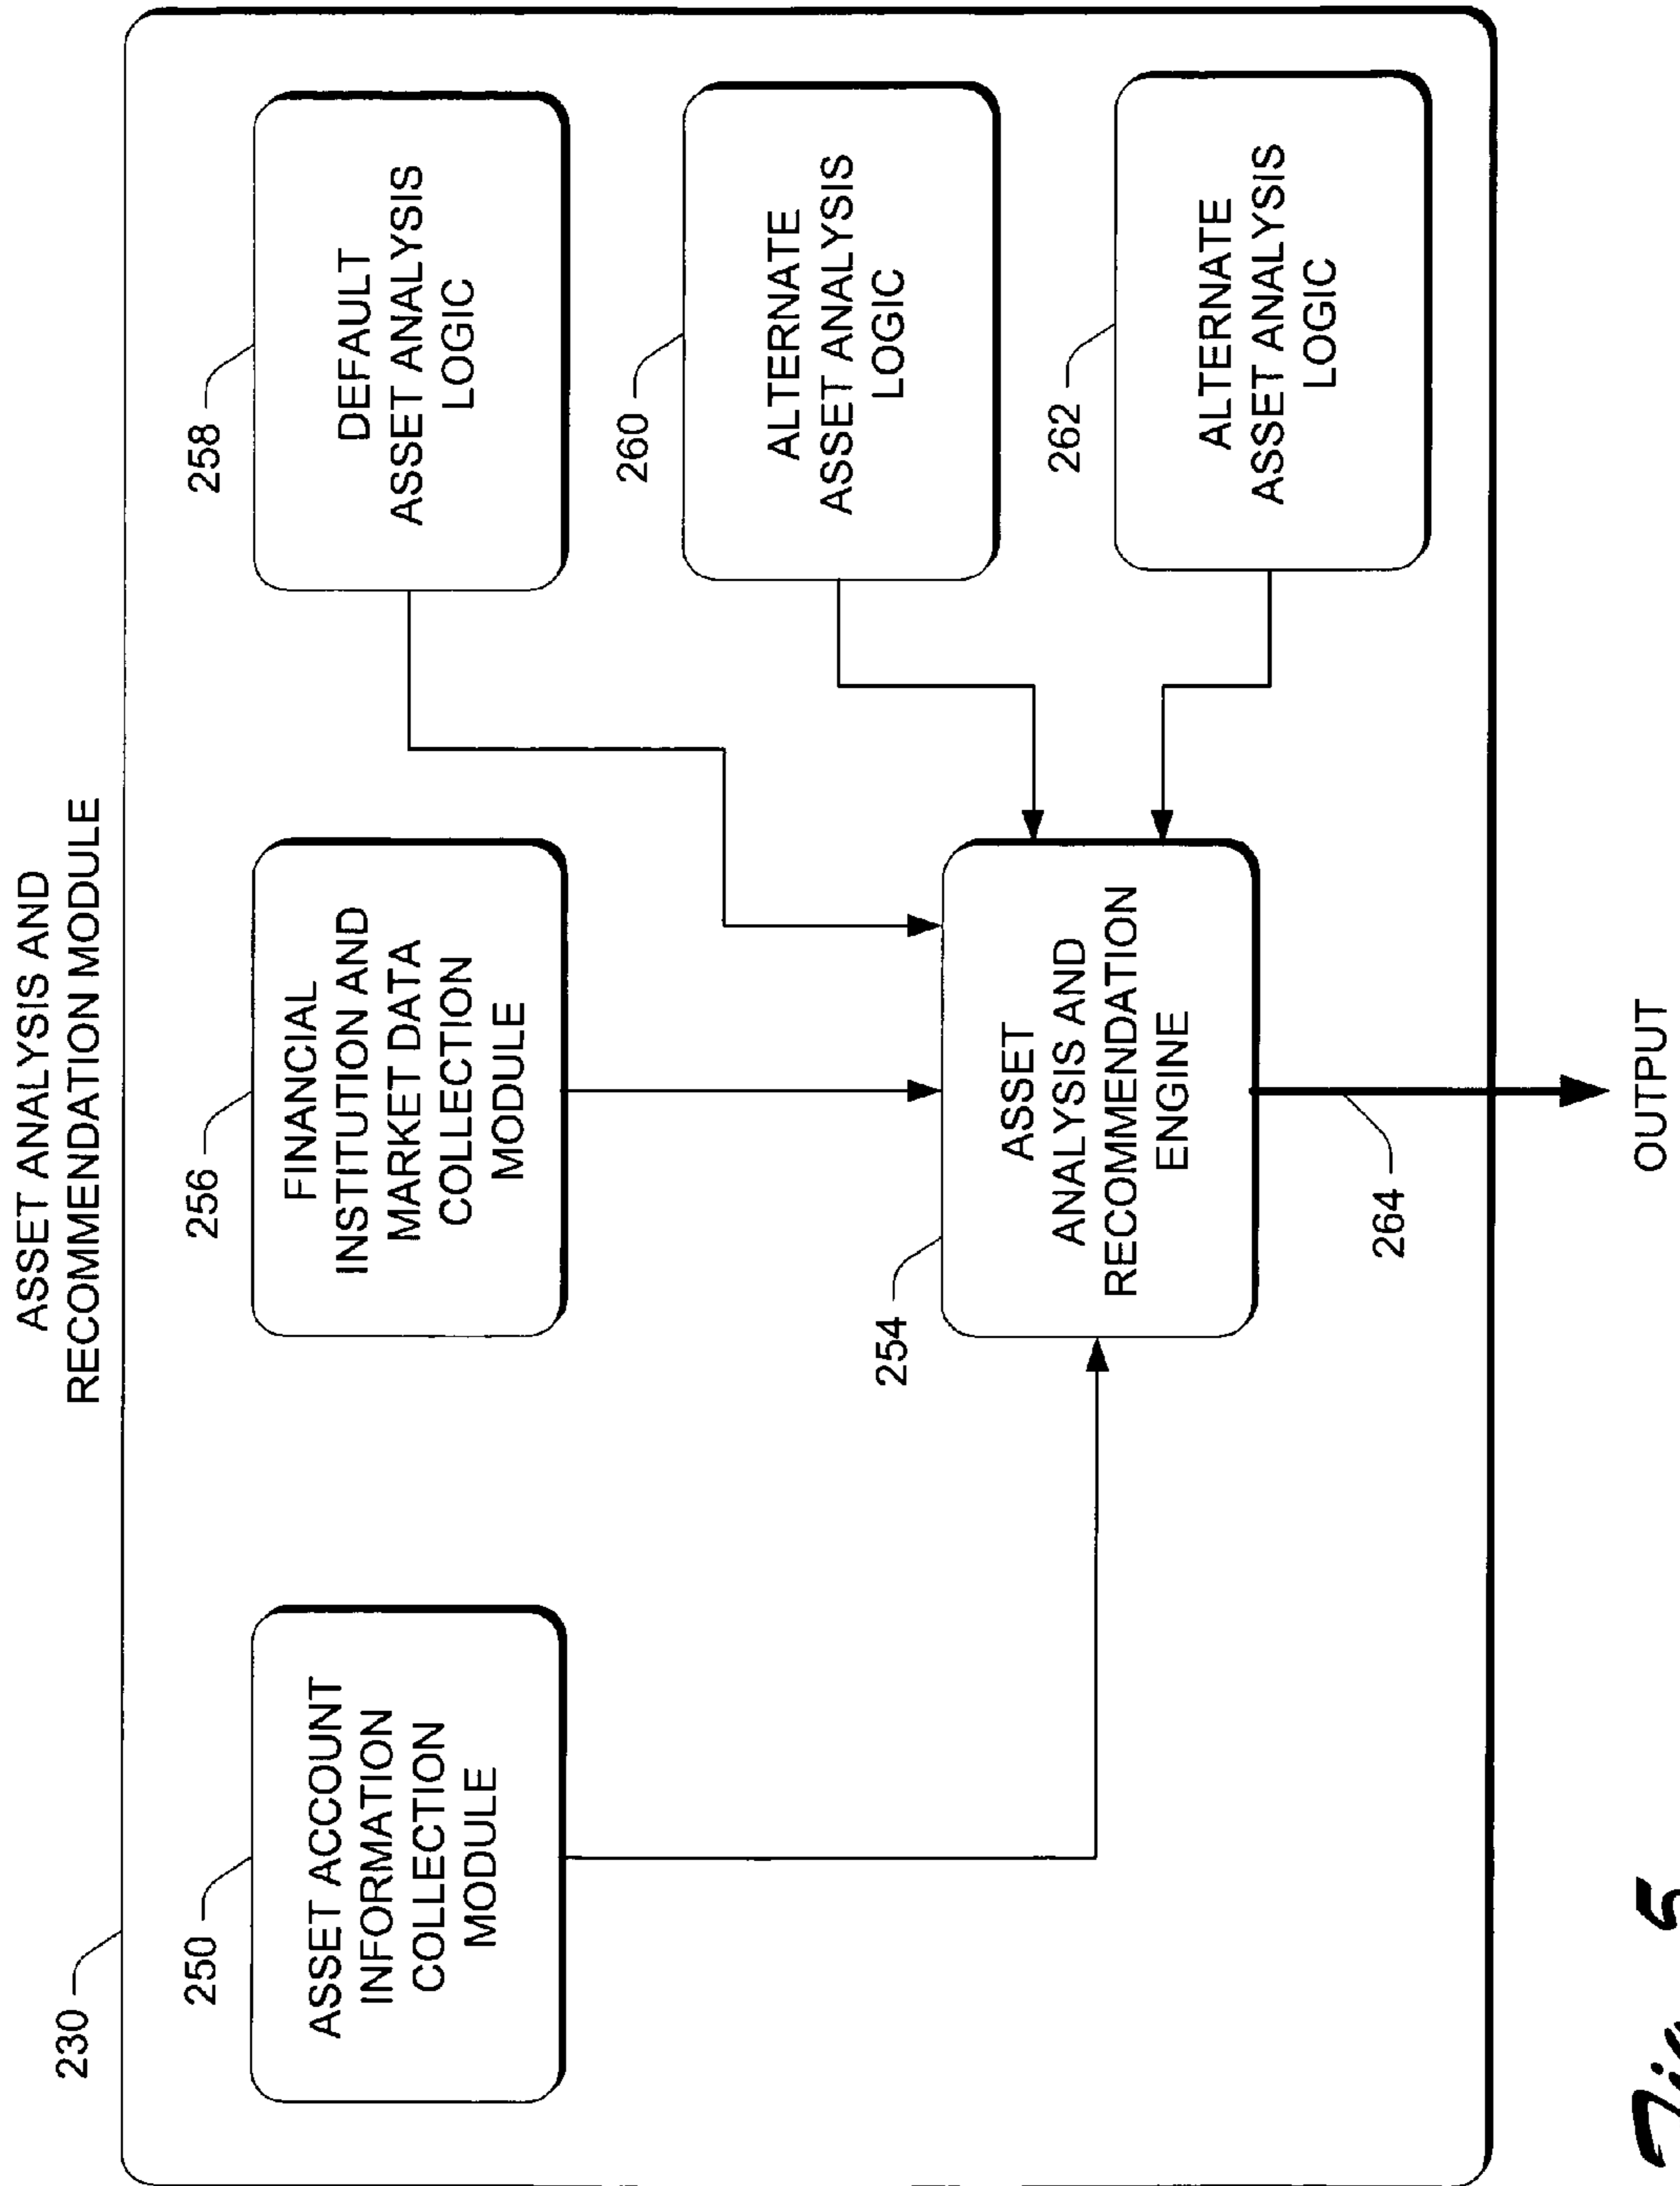 ASSET ANALYSIS AND
RECOMMENDATION MODULE
230
250
ASSET ACCOUNT
INFORMATION
COLLECTION
MODULE
256
FINANCIAL
INSTITUTION AND
MARKET DATA
COLLECTION
MODULE
258
DEFAULT
ASSET ANALYSIS
LOGIC
260
ALTERNATE
ASSET ANALYSIS
LOGIC
262
ALTERNATE
ASSET ANALYSIS
LOGIC
254
ASSET
ANALYSIS AND
RECOMMENDATION
ENGINE
264
OUTPUT
Fig. 5